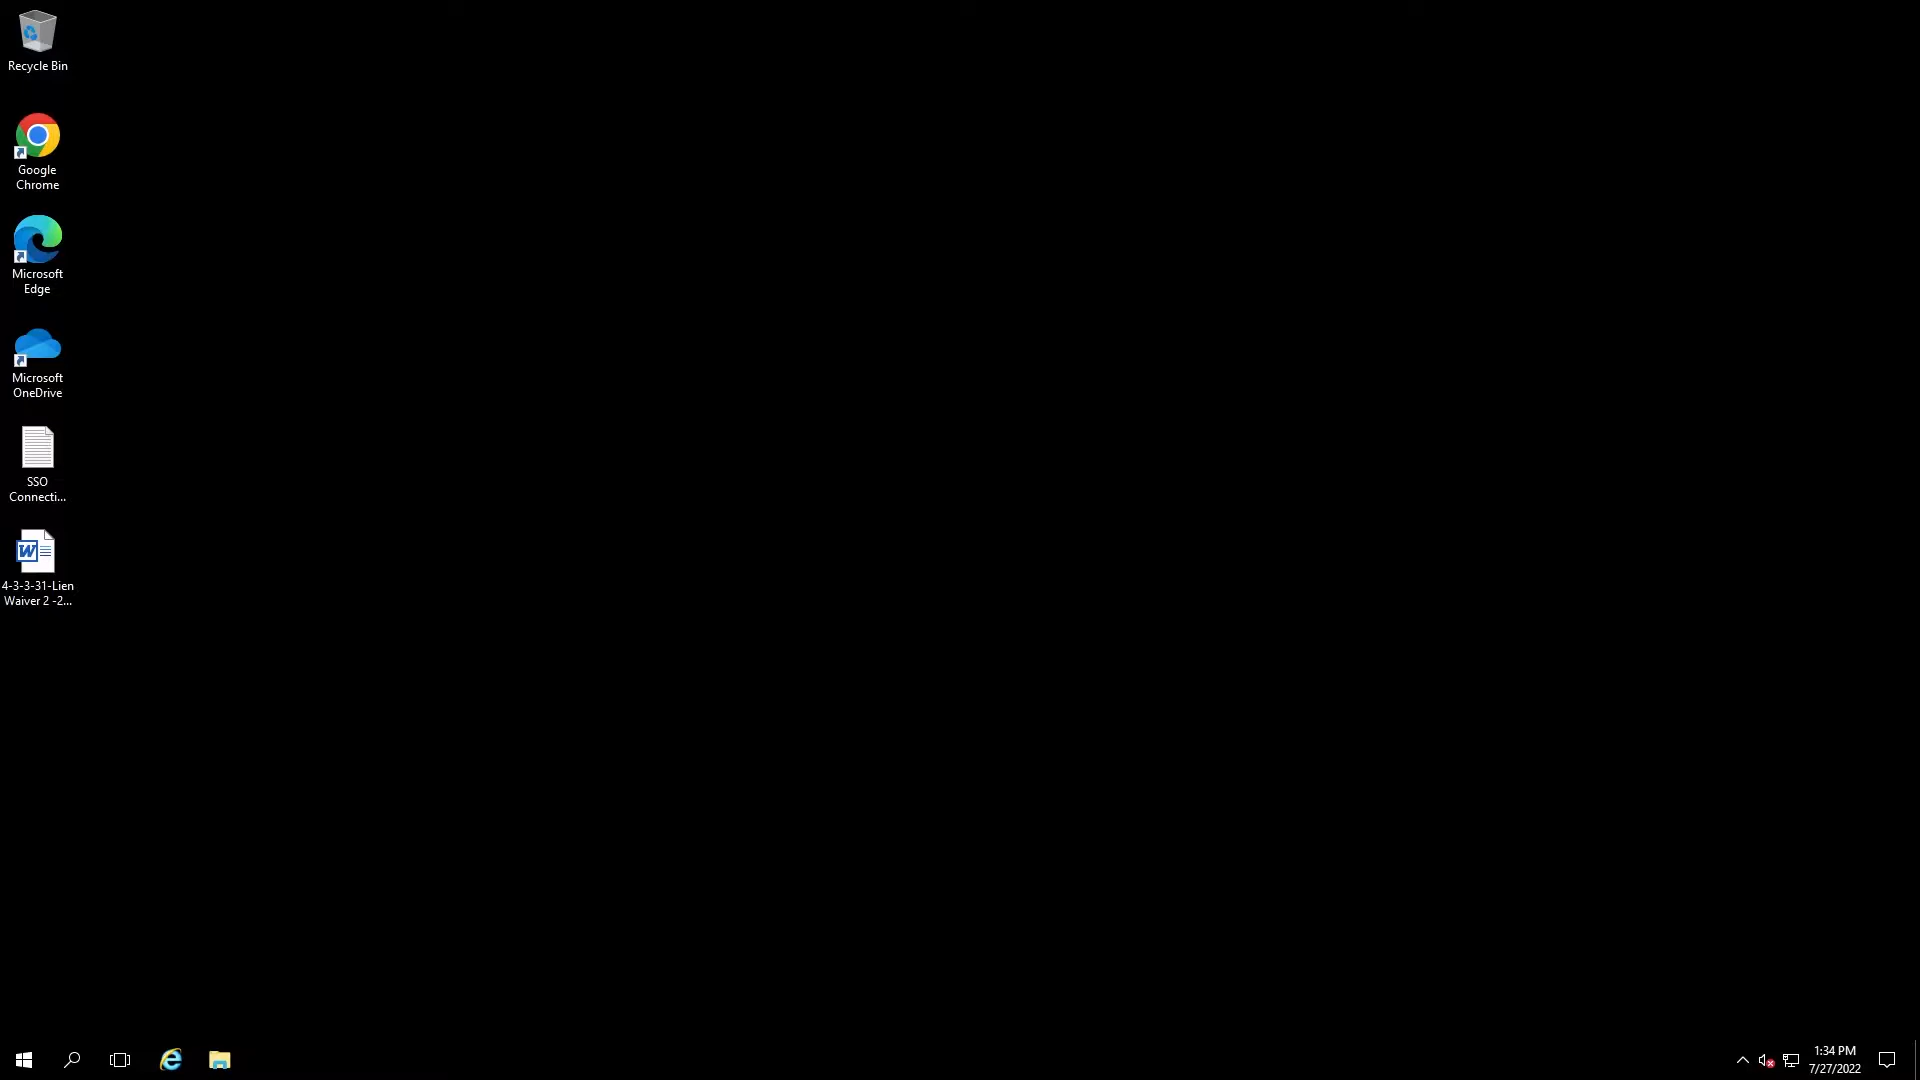 Recycle Bin
Google
Chrome
Microsoft
Edge
Microsoft
OneDrive
SSO
Connecti...
4-3-3-31-Lien
Waiver 2 -2...
1:34 PM
7/27/2022